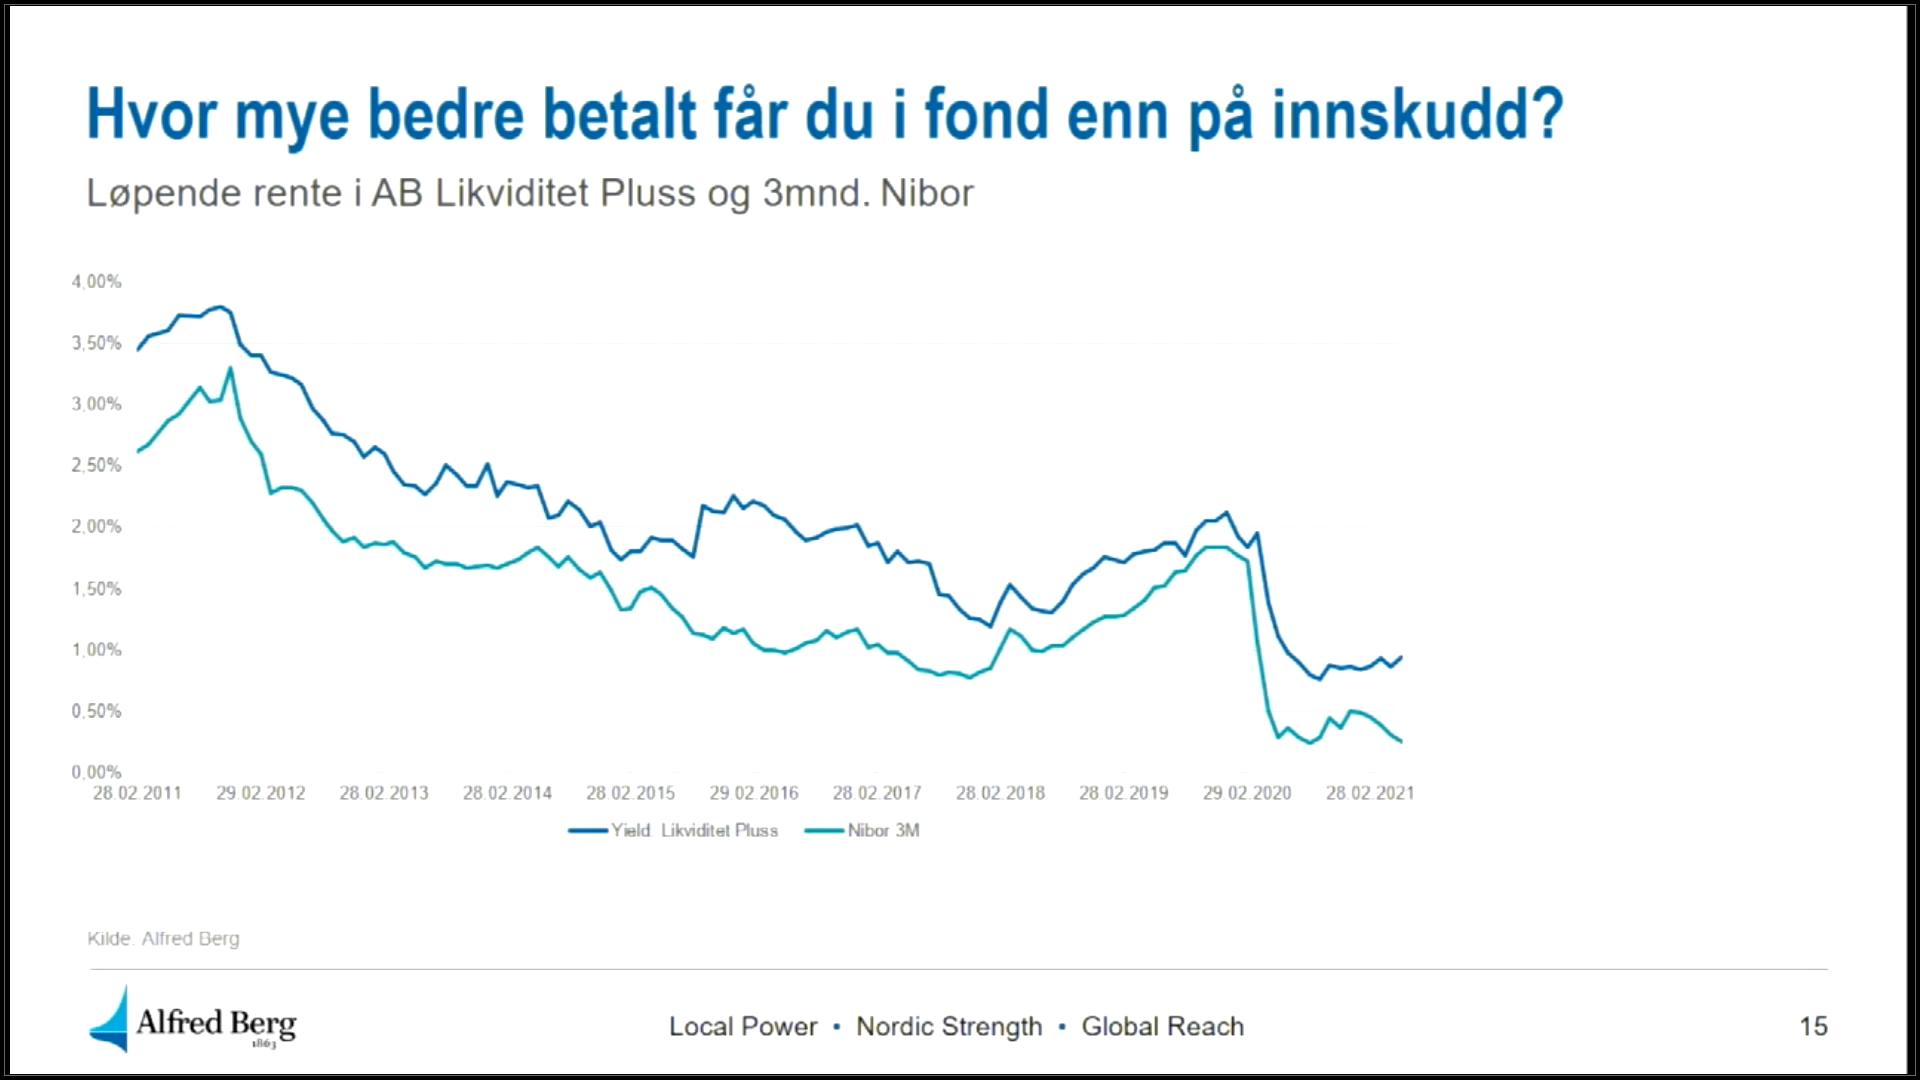 Hvor mye bedre betalt får du i fond enn på innskudd?
Løpende rente i AB Likviditet Pluss og 3mnd. Nibor
4,00%
3,50%
3,00%
2,50%
2,00%
1,50%
1,00%
0,50%
0,00%
28.02.2011 29.02.2012 28.02.2013 28.02.2014 28.02.2015 29.02.2016 28.02.2017 28.02.2018 28.02.2019 29.02.2020 28.02.2021
Yield Likviditet Pluss Nibor 3M
Kilde. Alfred Berg
Alfred Berg
1863
Local Power • Nordic Strength • Global Reach
15